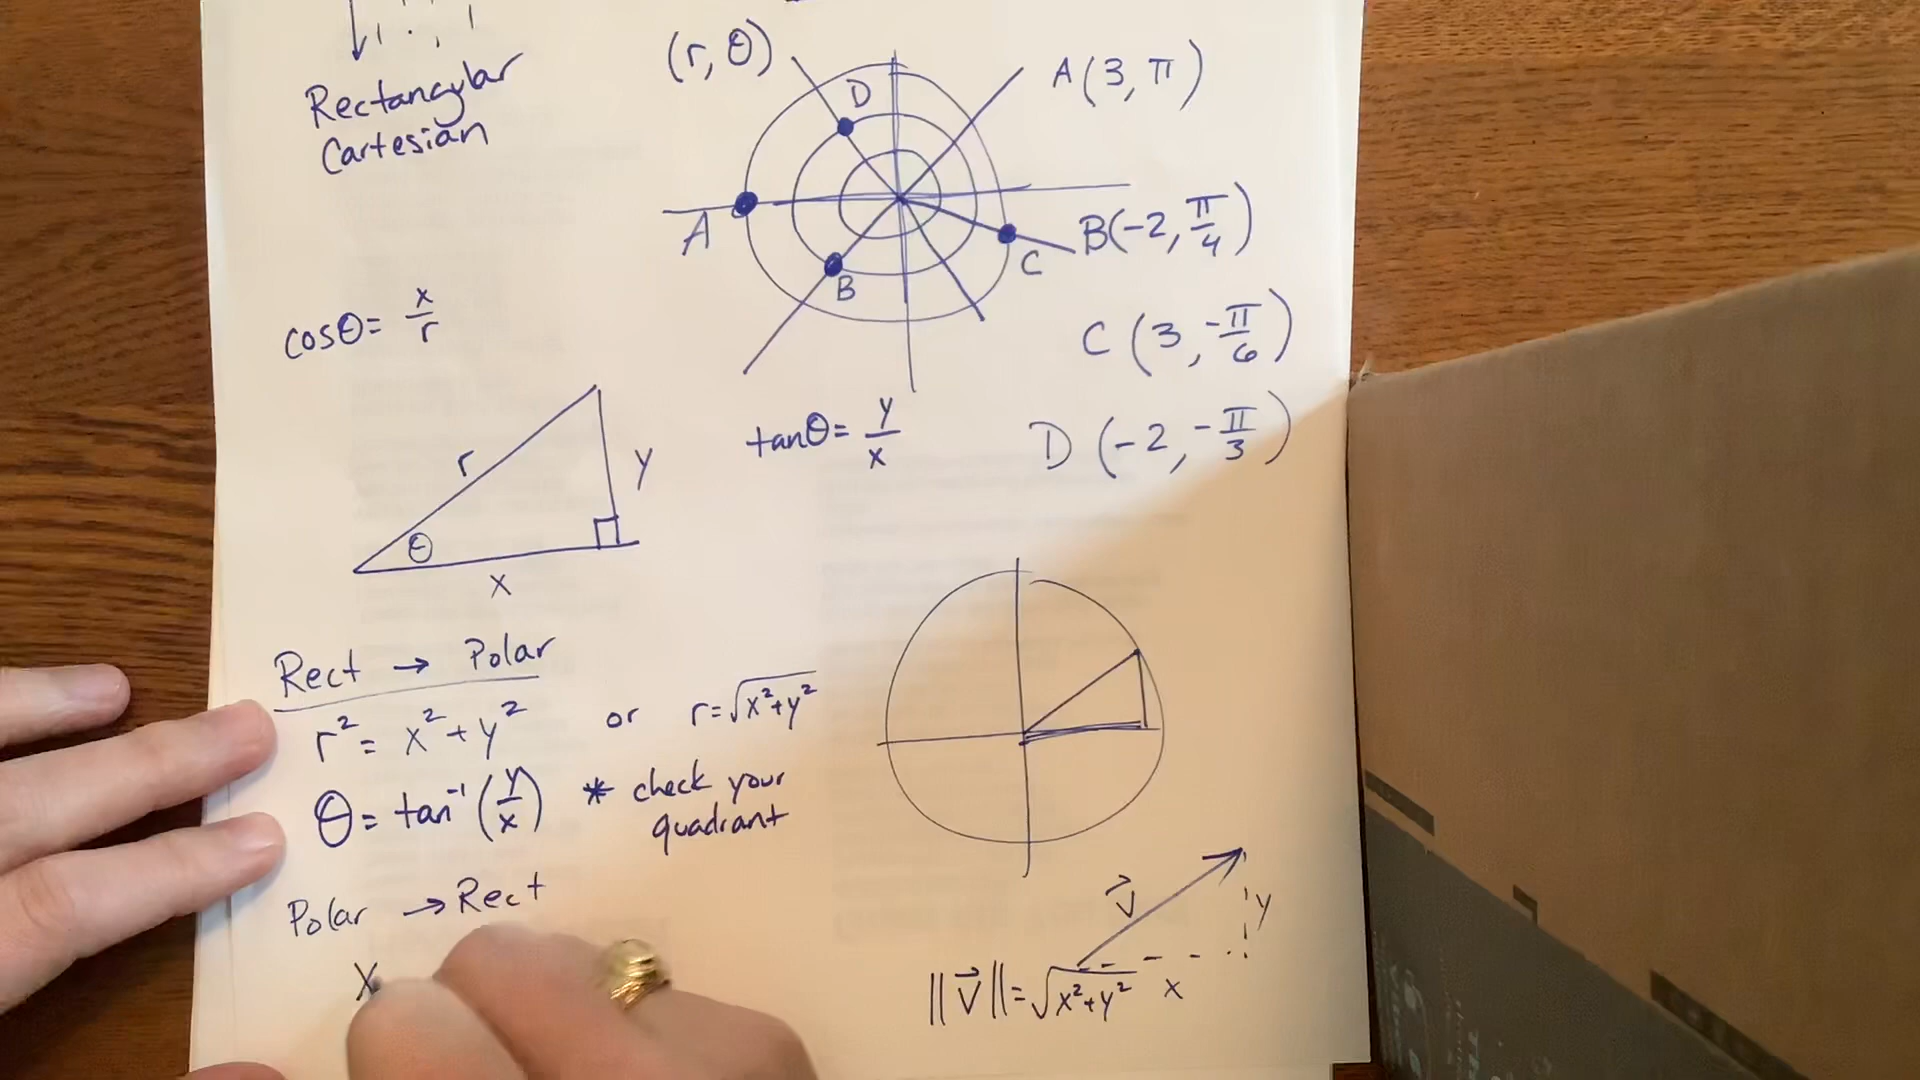 Rectangular
Cartesian
(r, θ)
D
A
B
C
A(3, π)
B(-2, π/4)
C (3, -π/6)
D (-2, -π/3)
cosθ= x/r
tanθ= y/x
r
y
θ
x
Rect → Polar
r²= x²+y² or r=√x²+y²
θ= tan⁻¹(y/x) * check your
quadrant
Polar → Rect
x
v⃗
y
x
||v⃗||=√x²+y²